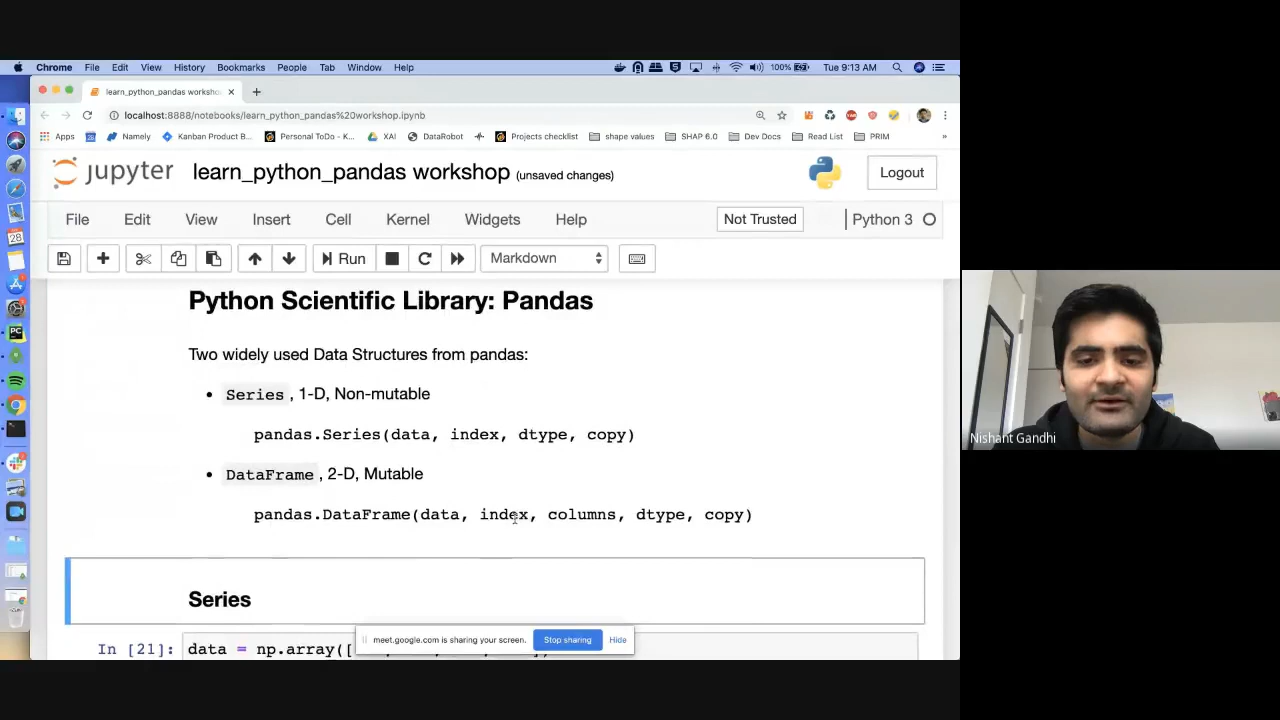 Chrome File Edit View History Bookmarks People Tab Window Help 100% Tue 9:13 AM
learn_python_pandas worksho
localhost:8888/notebooks/learn_python_pandas%20workshop.ipynb
Apps Namely Kanban Product B... Personal ToDo - K... XAI DataRobot Projects checklist shape values SHAP 6.0 Dev Docs Read List PRIM »
jupyter learn_python_pandas workshop (unsaved changes) Logout
File Edit View Insert Cell Kernel Widgets Help Not Trusted Python 3
Run Markdown
Python Scientific Library: Pandas
Two widely used Data Structures from pandas:
• Series , 1-D, Non-mutable
pandas.Series(data, index, dtype, copy)
• DataFrame , 2-D, Mutable
pandas.DataFrame(data, index, columns, dtype, copy)
Series
meet.google.com is sharing your screen. Stop sharing Hide
In [21]: data = np.array([
Nishant Gandhi